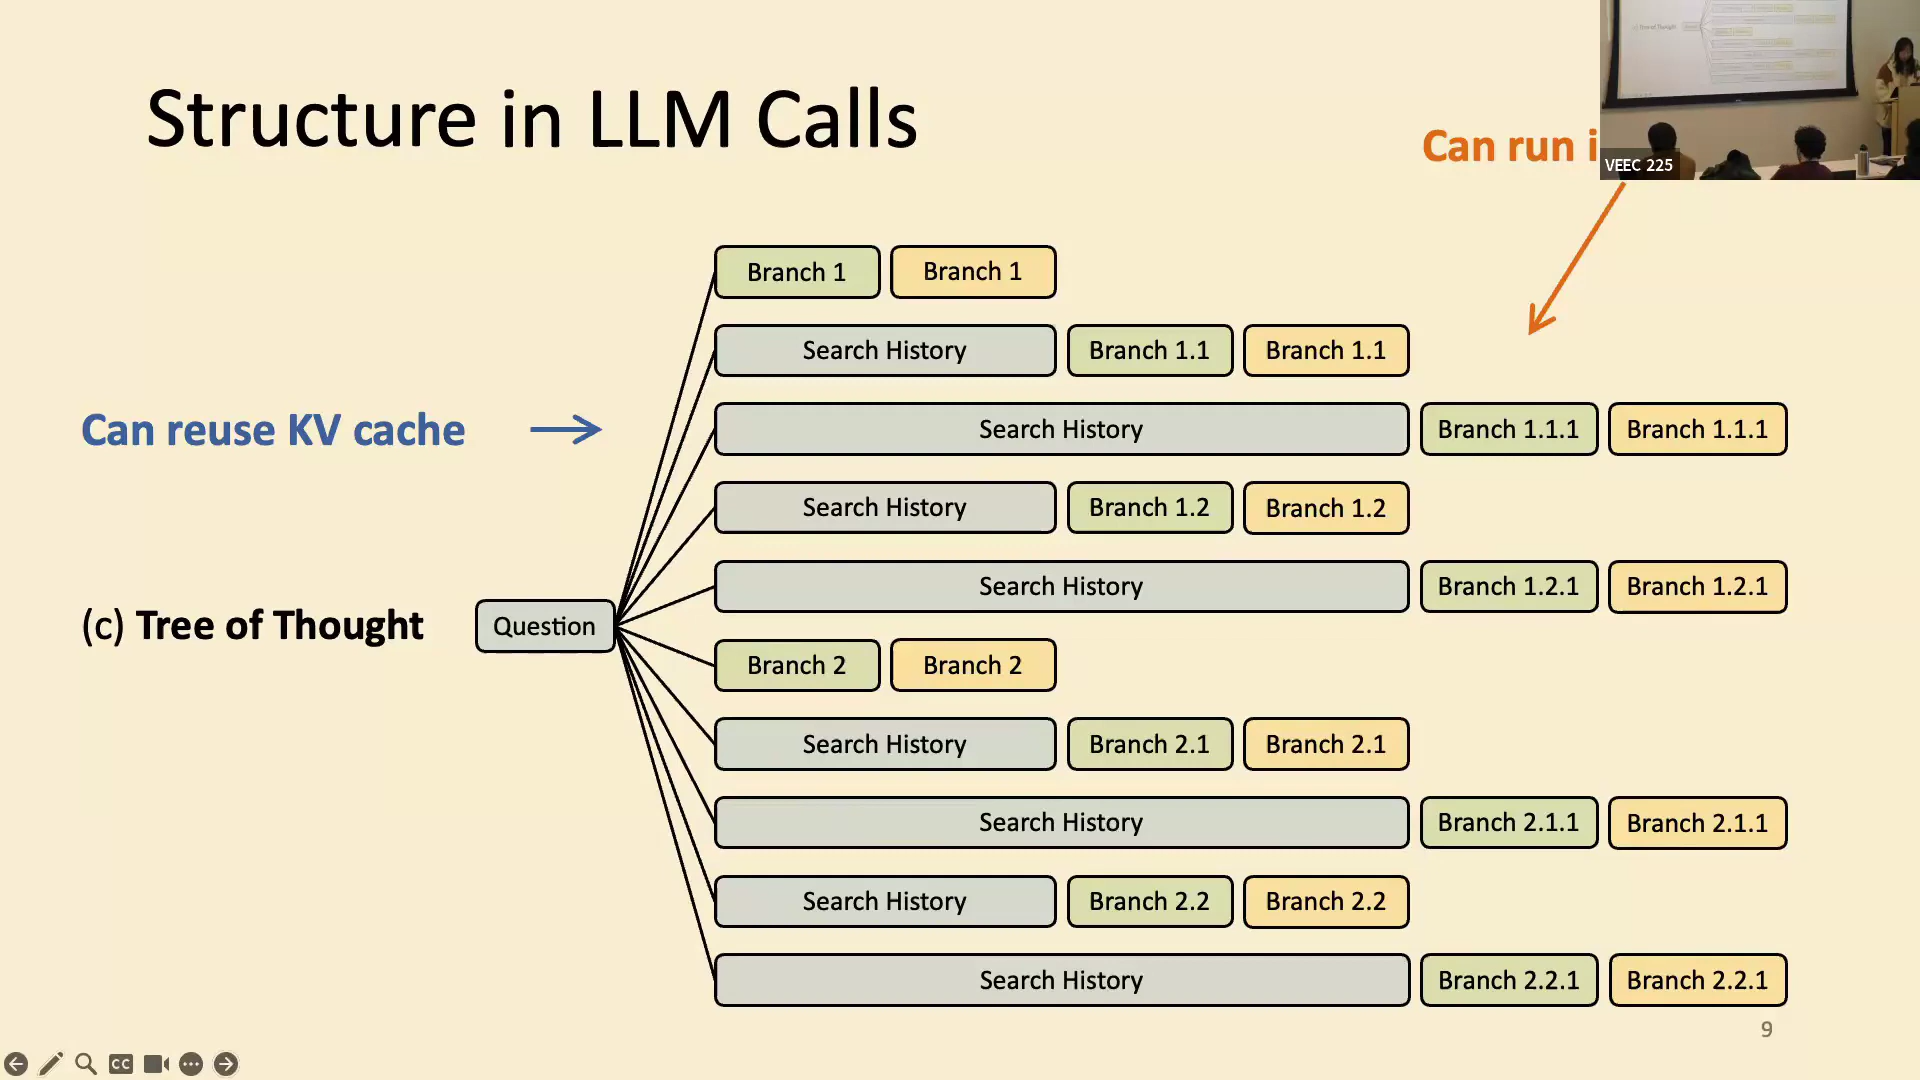 Structure in LLM Calls
Can run i
VEEC 225
Branch 1 Branch 1
Search History Branch 1.1 Branch 1.1
Can reuse KV cache
Search History Branch 1.1.1 Branch 1.1.1
Search History Branch 1.2 Branch 1.2
Search History Branch 1.2.1 Branch 1.2.1
(c) Tree of Thought
Question
Branch 2 Branch 2
Search History Branch 2.1 Branch 2.1
Search History Branch 2.1.1 Branch 2.1.1
Search History Branch 2.2 Branch 2.2
Search History Branch 2.2.1 Branch 2.2.1
9
CC